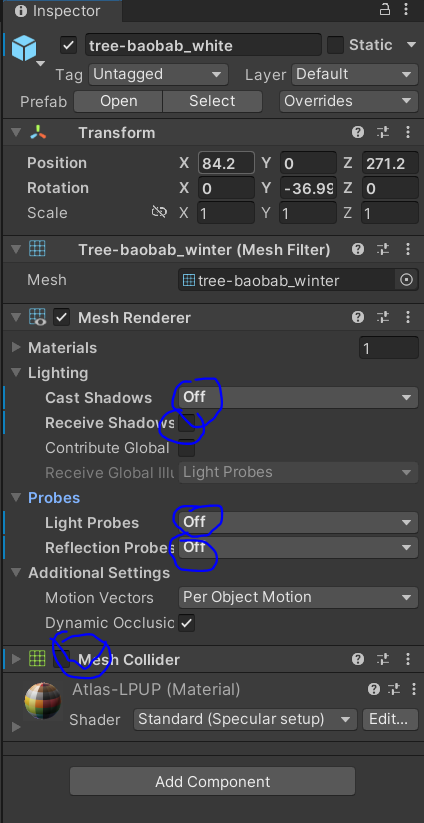 Inspector
tree-baobab_white Static
Tag Untagged Layer Default
Prefab Open Select Overrides
Transform
Position X 84.2 Y 0 Z 271.2
Rotation X 0 Y -36.99 Z 0
Scale X 1 Y 1 Z 1
Tree-baobab_winter (Mesh Filter)
Mesh tree-baobab_winter
Mesh Renderer
Materials 1
Lighting
Cast Shadows Off
Receive Shadows
Contribute Global
Receive Global Illu Light Probes
Probes
Light Probes Off
Reflection Probes Off
Additional Settings
Motion Vectors Per Object Motion
Dynamic Occlusic
Mesh Collider
Atlas-LPUP (Material)
Shader Standard (Specular setup) Edit...
Add Component